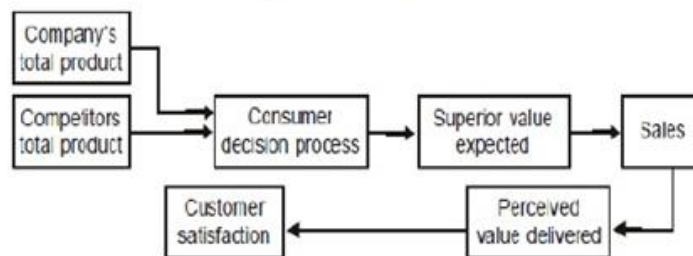 Company's
total product
Competitors
total product
Consumer
decision process
Superior value
expected
Sales
Customer
satisfaction
Perceived
value delivered